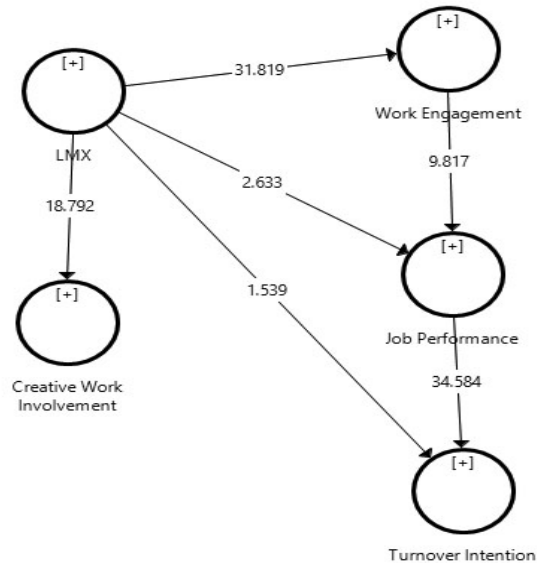 [+]
[+]
31.819
Work Engagement
LMX
9.817
2.633
18.792
[+]
[+]
1.539
Job Performance
Creative Work
Involvement
34.584
[+]
Turnover Intention